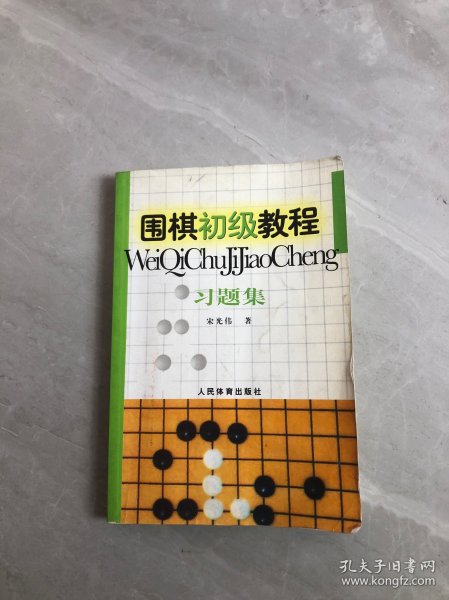 围棋初级教程
WeiQiChuJiJiaoCheng
习题集
宋光伟 著
人民体育出版社
孔夫子旧书网
www.kongfz.com